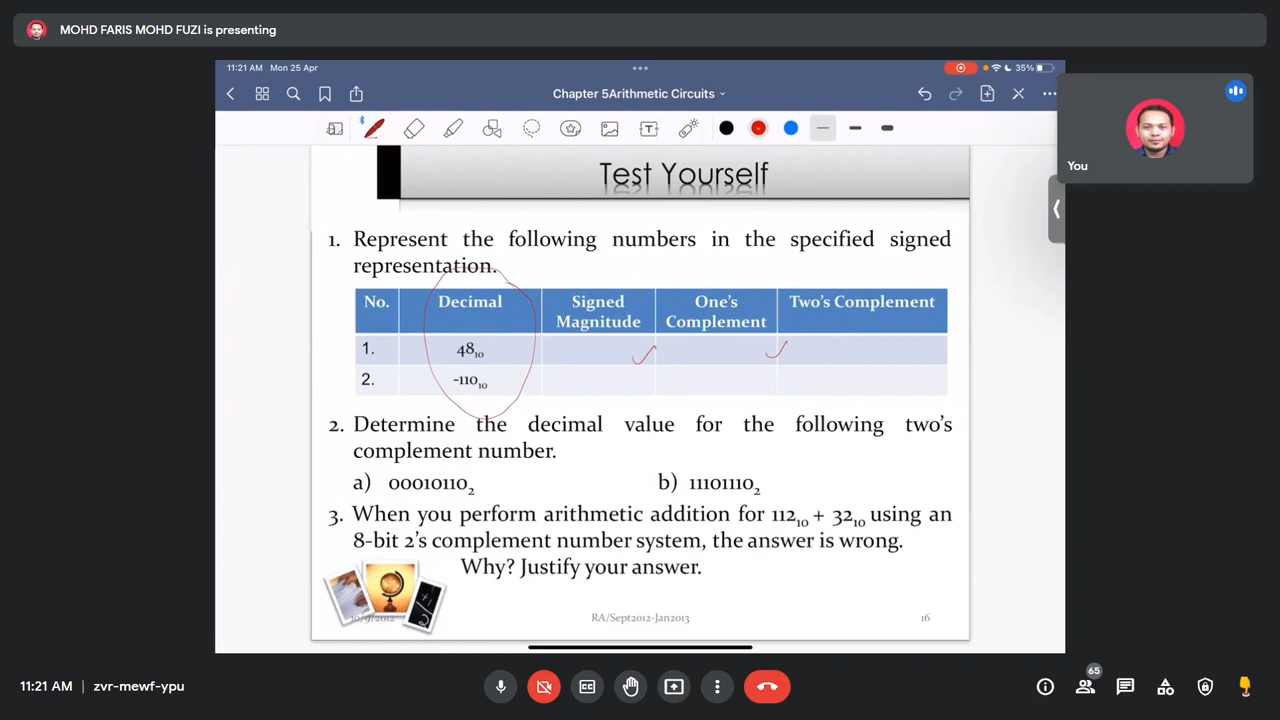 MOHD FARIS MOHD FUZI is presenting
11:21 AM Mon 25 Apr
35%
Chapter 5Arithmetic Circuits
You
Test Yourself
1. Represent the following numbers in the specified signed
representation.
No. Decimal Signed Magnitude One's Complement Two's Complement
1. 48₁₀
2. -110₁₀
2. Determine the decimal value for the following two's
complement number.
a) 00010110₂ b) 11101110₂
3. When you perform arithmetic addition for 112₁₀ + 32₁₀ using an
8-bit 2's complement number system, the answer is wrong.
Why? Justify your answer.
10/9/2012 RA/Sept2012-Jan2013 16
11:21 AM | zvr-mewf-ypu
65